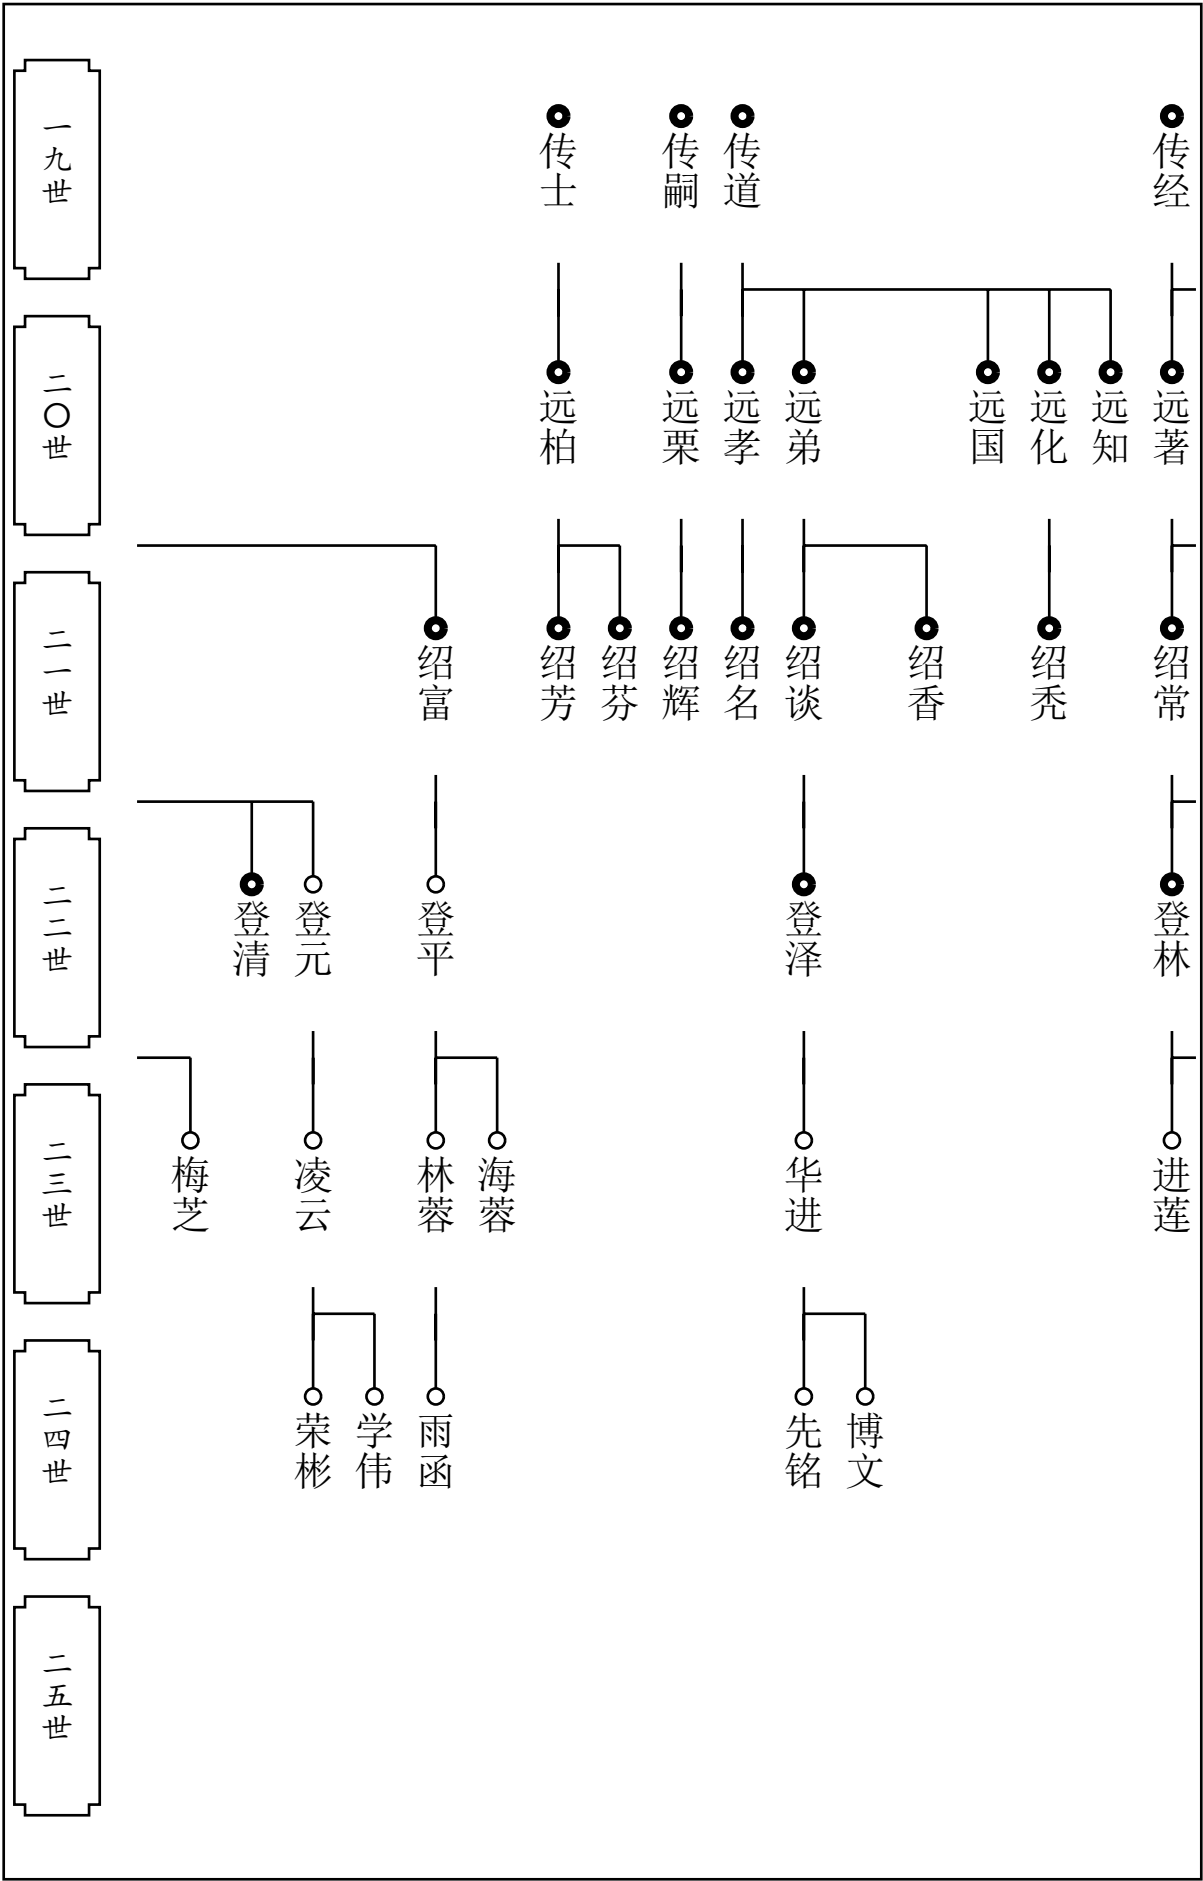 一九世
传士
传嗣
传道
传经
二〇世
远柏
远栗
远孝
远弟
远国
远化
远知
远著
二一世
绍富
绍芳
绍芬
绍辉
绍名
绍谈
绍香
绍秃
绍常
二二世
登清
登元
登平
登泽
登林
二三世
梅芝
凌云
林蓉
海蓉
华进
进莲
二四世
荣彬
学伟
雨函
先铭
博文
二五世